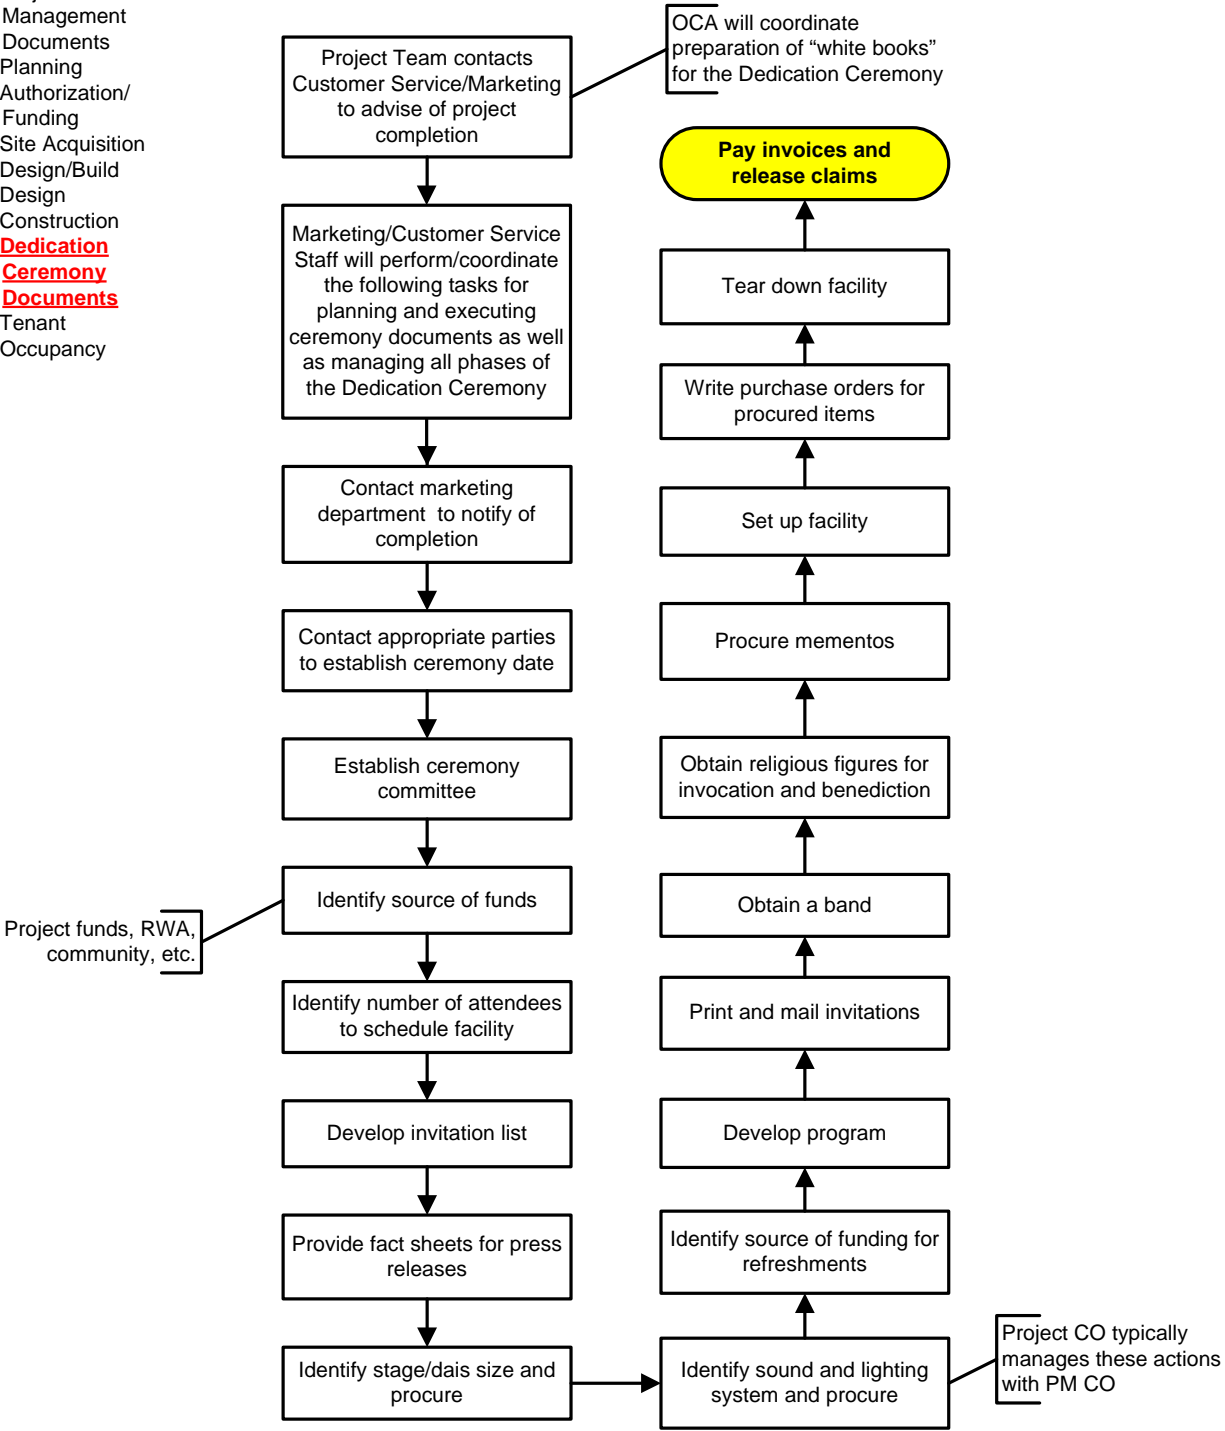 Management
Documents
Planning
Authorization/
Funding
Site Acquisition
Design/Build
Design
Construction
Dedication
Ceremony
Documents
Tenant
Occupancy
Project Team contacts
Customer Service/Marketing
to advise of project
completion
OCA will coordinate
preparation of “white books”
for the Dedication Ceremony
Marketing/Customer Service
Staff will perform/coordinate
the following tasks for
planning and executing
ceremony documents as well
as managing all phases of
the Dedication Ceremony
Contact marketing
department  to notify of
completion
Contact appropriate parties
to establish ceremony date
Establish ceremony
committee
Identify source of funds
Project funds, RWA,
community, etc.
Identify number of attendees
to schedule facility
Develop invitation list
Provide fact sheets for press
releases
Identify stage/dais size and
procure
Identify sound and lighting
system and procure
Project CO typically
manages these actions
with PM CO
Identify source of funding for
refreshments
Develop program
Print and mail invitations
Obtain a band
Obtain religious figures for
invocation and benediction
Procure mementos
Set up facility
Write purchase orders for
procured items
Tear down facility
Pay invoices and
release claims